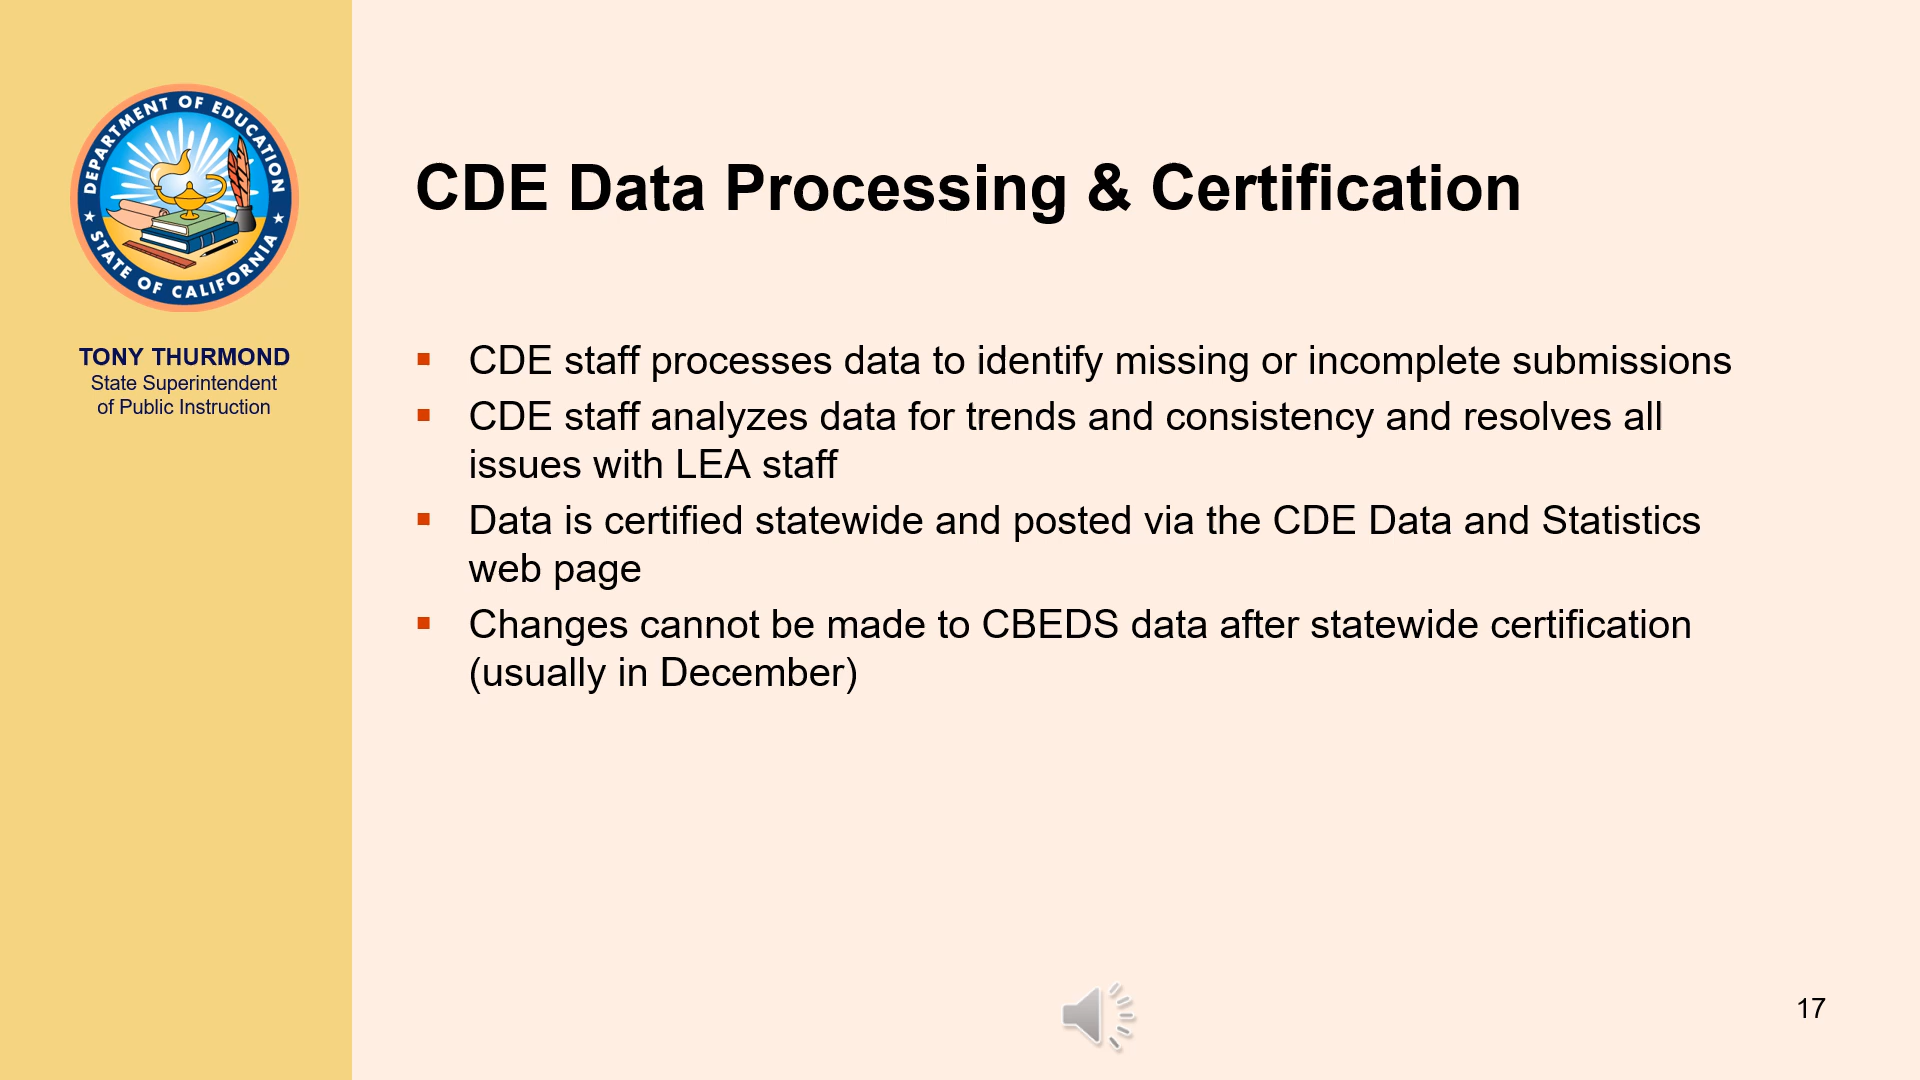 DEPARTMENT OF EDUCATION
STATE OF CALIFORNIA
TONY THURMOND
State Superintendent
of Public Instruction
CDE Data Processing & Certification
▪ CDE staff processes data to identify missing or incomplete submissions
▪ CDE staff analyzes data for trends and consistency and resolves all
issues with LEA staff
▪ Data is certified statewide and posted via the CDE Data and Statistics
web page
▪ Changes cannot be made to CBEDS data after statewide certification
(usually in December)
17